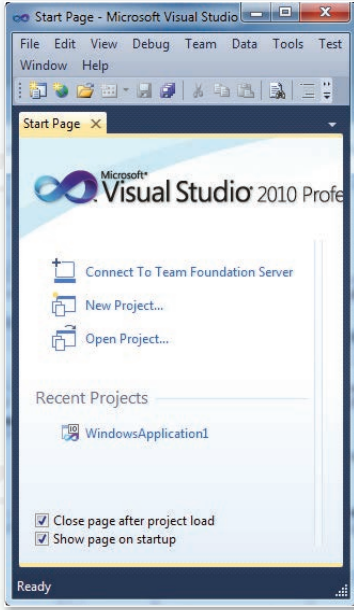 Start Page - Microsoft Visual Studio
File Edit View Debug Team Data Tools Test
Window Help
Start Page
Microsoft®
Visual Studio® 2010 Profe
Connect To Team Foundation Server
New Project...
Open Project...
Recent Projects
WindowsApplication1
Close page after project load
Show page on startup
Ready